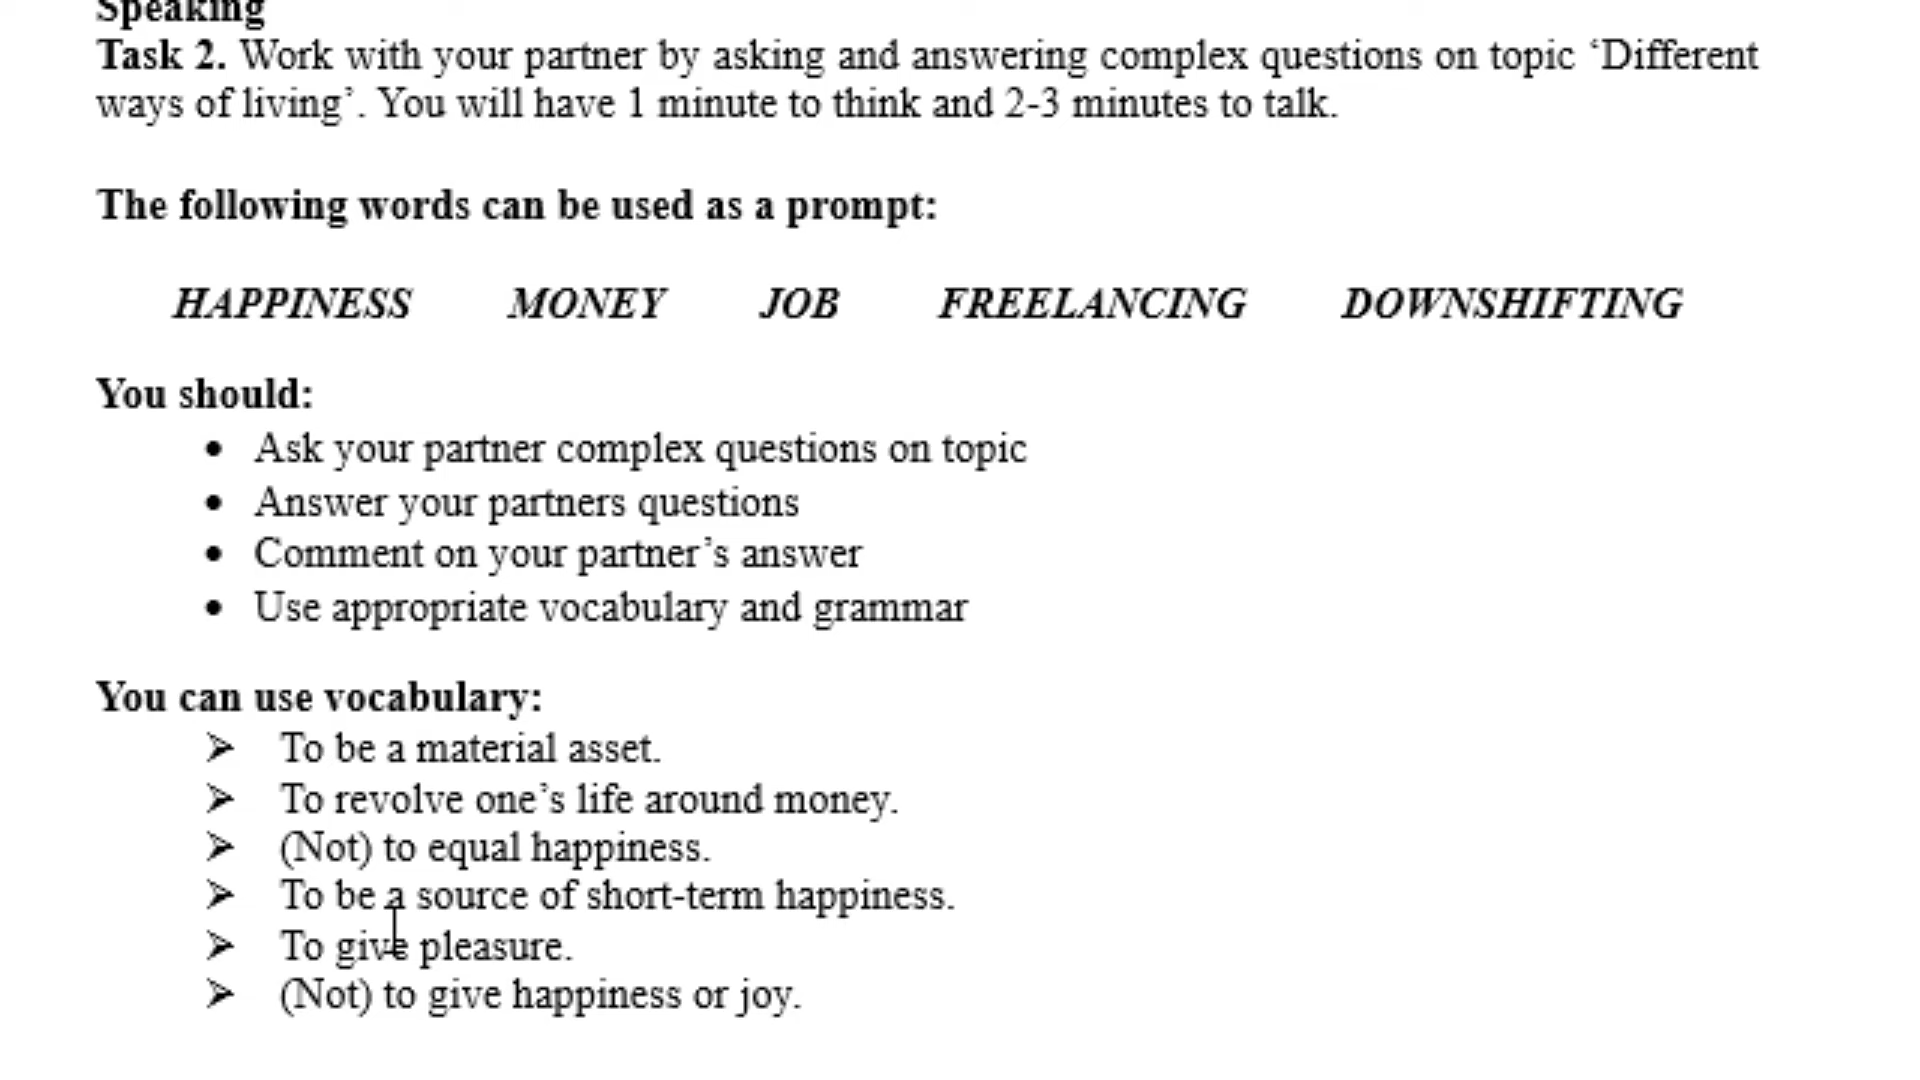 Speaking
Task 2. Work with your partner by asking and answering complex questions on topic ‘Different
ways of living’. You will have 1 minute to think and 2-3 minutes to talk.
The following words can be used as a prompt:
HAPPINESS MONEY JOB FREELANCING DOWNSHIFTING
You should:
• Ask your partner complex questions on topic
• Answer your partners questions
• Comment on your partner’s answer
• Use appropriate vocabulary and grammar
You can use vocabulary:
➢ To be a material asset.
➢ To revolve one’s life around money.
➢ (Not) to equal happiness.
➢ To be a source of short-term happiness.
➢ To give pleasure.
➢ (Not) to give happiness or joy.